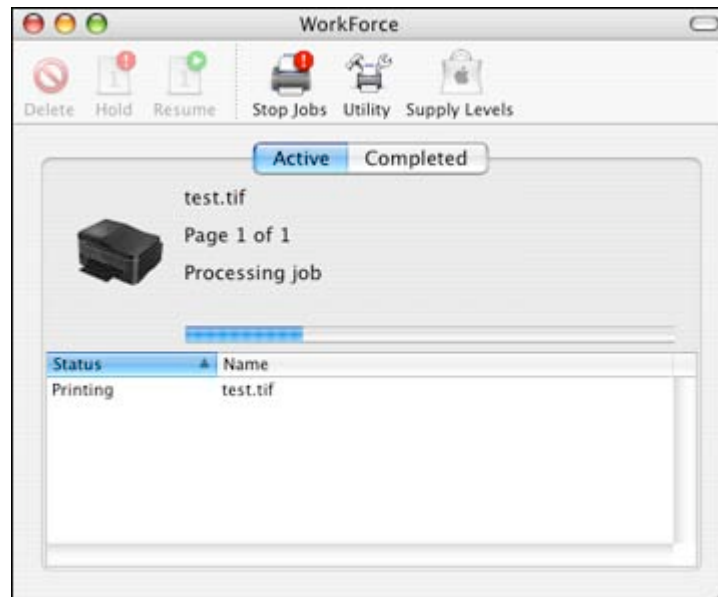 WorkForce
Delete Hold Resume Stop Jobs Utility Supply Levels
Active Completed
test.tif
Page 1 of 1
Processing job
Status Name
Printing test.tif